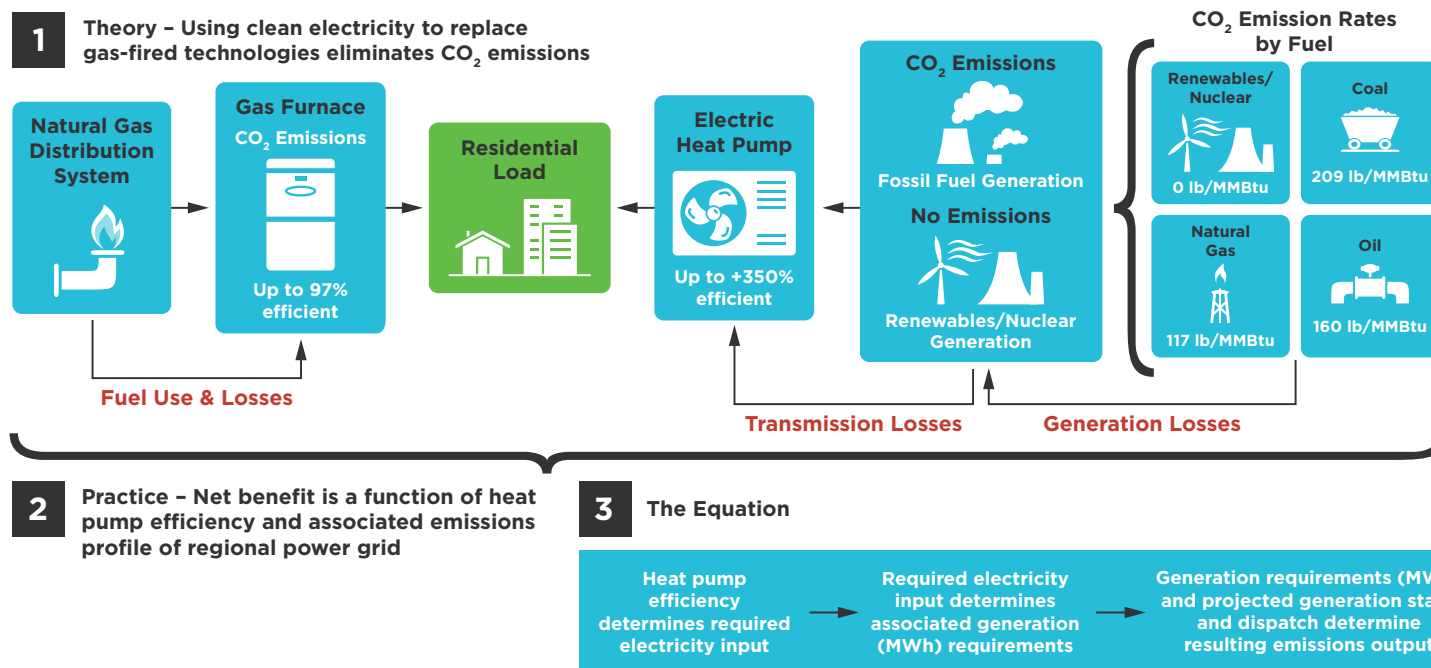 1
Theory – Using clean electricity to replace
gas-fired technologies eliminates CO₂ emissions
Natural Gas
Distribution
System
Gas Furnace
CO₂ Emissions
Up to 97%
efficient
Fuel Use & Losses
Residential
Load
Electric
Heat Pump
Up to +350%
efficient
CO₂ Emissions
Fossil Fuel Generation
No Emissions
Renewables/Nuclear
Generation
Transmission Losses
Generation Losses
CO₂ Emission Rates
by Fuel
Renewables/
Nuclear
0 lb/MMBtu
Coal
209 lb/MMBtu
Natural
Gas
117 lb/MMBtu
Oil
160 lb/MMBtu
2
Practice – Net benefit is a function of heat
pump efficiency and associated emissions
profile of regional power grid
3
The Equation
Heat pump
efficiency
determines required
electricity input
Required electricity
input determines
associated generation
(MWh) requirements
Generation requirements
and projected generation
and dispatch determine
resulting emissions output